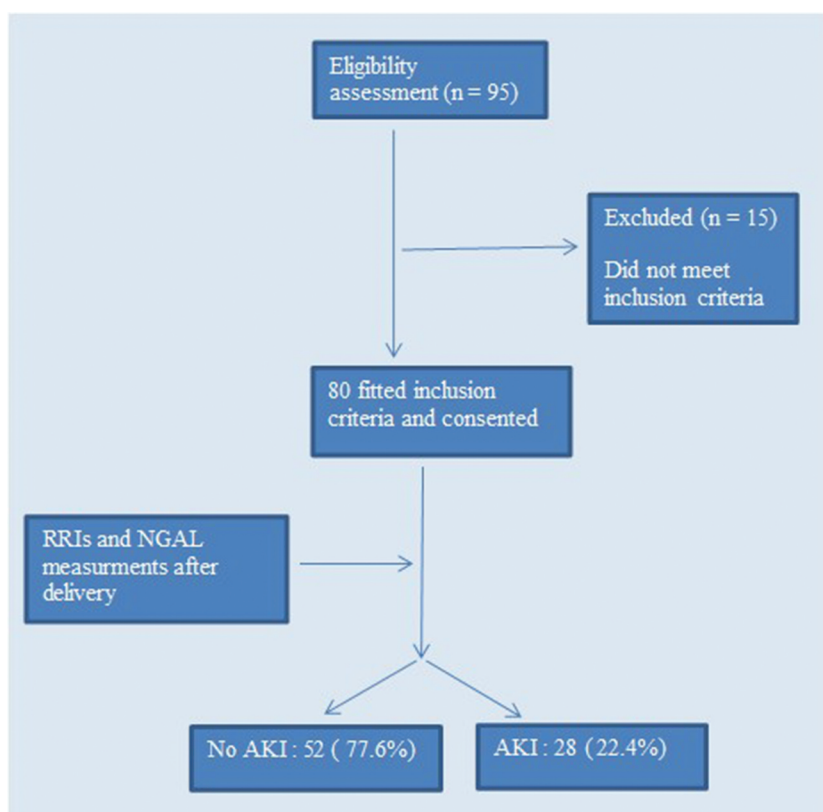 Eligibility
assessment (n = 95)
Excluded (n = 15)
Did not meet
inclusion criteria
80 fitted inclusion
criteria and consented
RRIs and NGAL
measurments after
delivery
No AKI : 52 ( 77.6%)
AKI : 28 (22.4%)